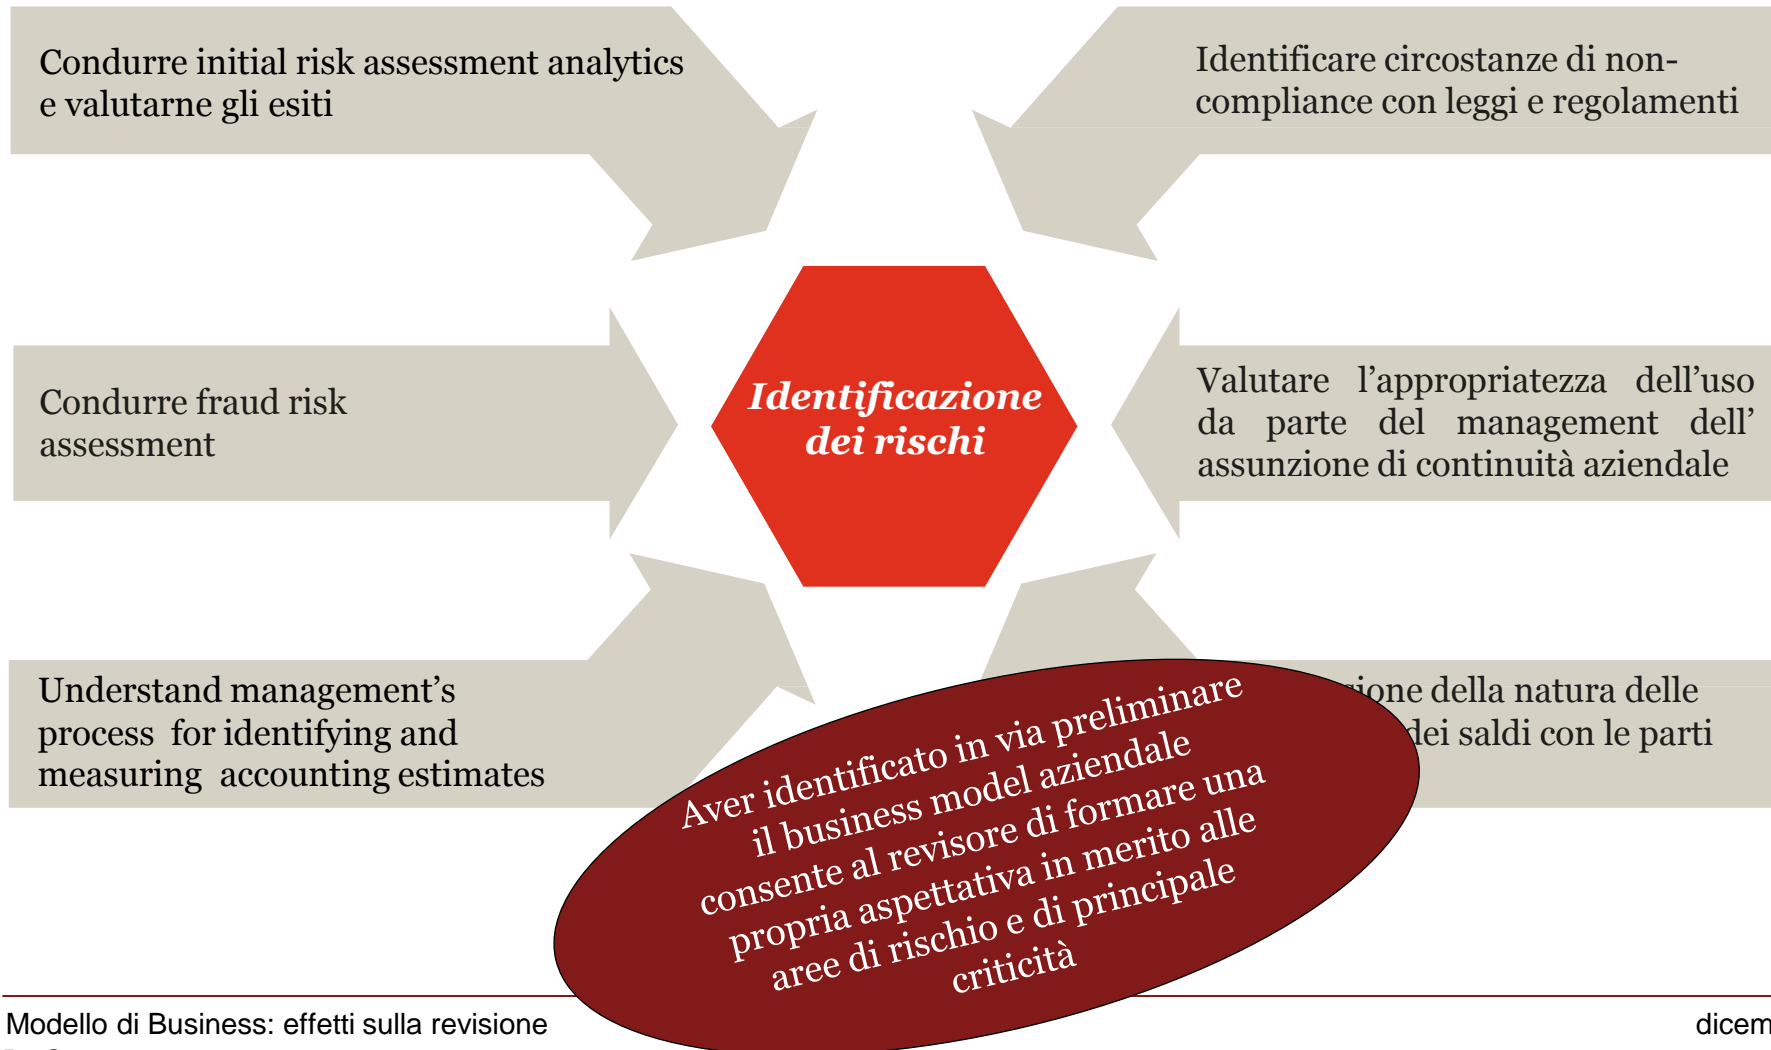 Condurre initial risk assessment analytics
e valutarne gli esiti
Identificare circostanze di non-
compliance con leggi e regolamenti
Condurre fraud risk
assessment
Identificazione
dei rischi
Valutare l’appropriatezza dell’uso
da parte del management dell’
assunzione di continuità aziendale
Understand management’s
process for identifying and
measuring accounting estimates
della natura delle
dei saldi con le parti
Aver identificato in via preliminare
il business model aziendale
consente al revisore di formare una
propria aspettativa in merito alle
aree di rischio e di principale
criticità
Modello di Business: effetti sulla revisione
dicem